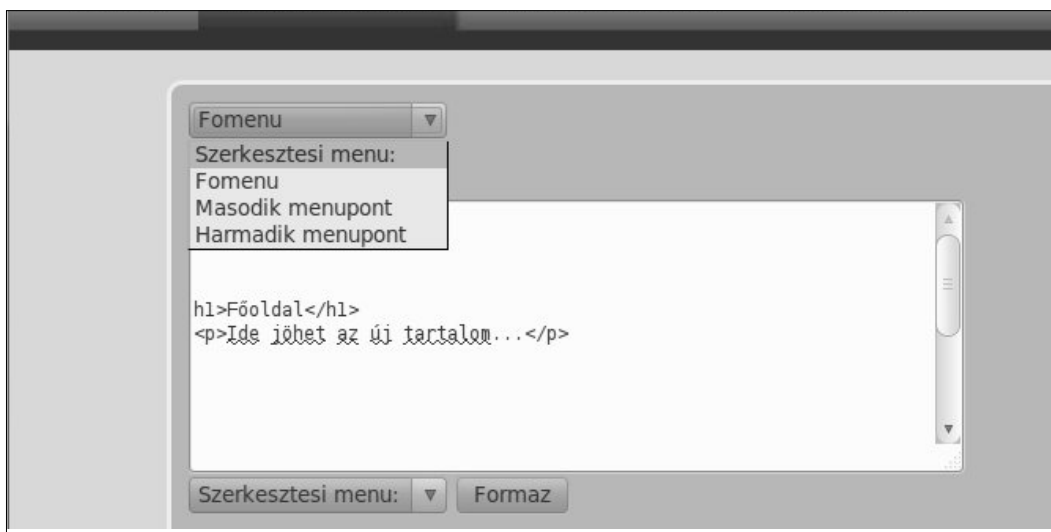 Fomenu
Szerkesztesi menu:
Fomenu
Masodik menupont
Harmadik menupont
h1>Főoldal</h1>
<p>Ide jöhet az új tartalom...</p>
Szerkesztesi menu: Formaz